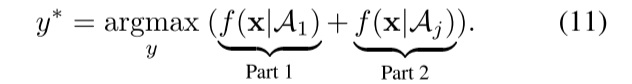 y* = argmax (f(x|𝒜₁) + f(x|𝒜ⱼ)). (11)
y
Part 1 Part 2